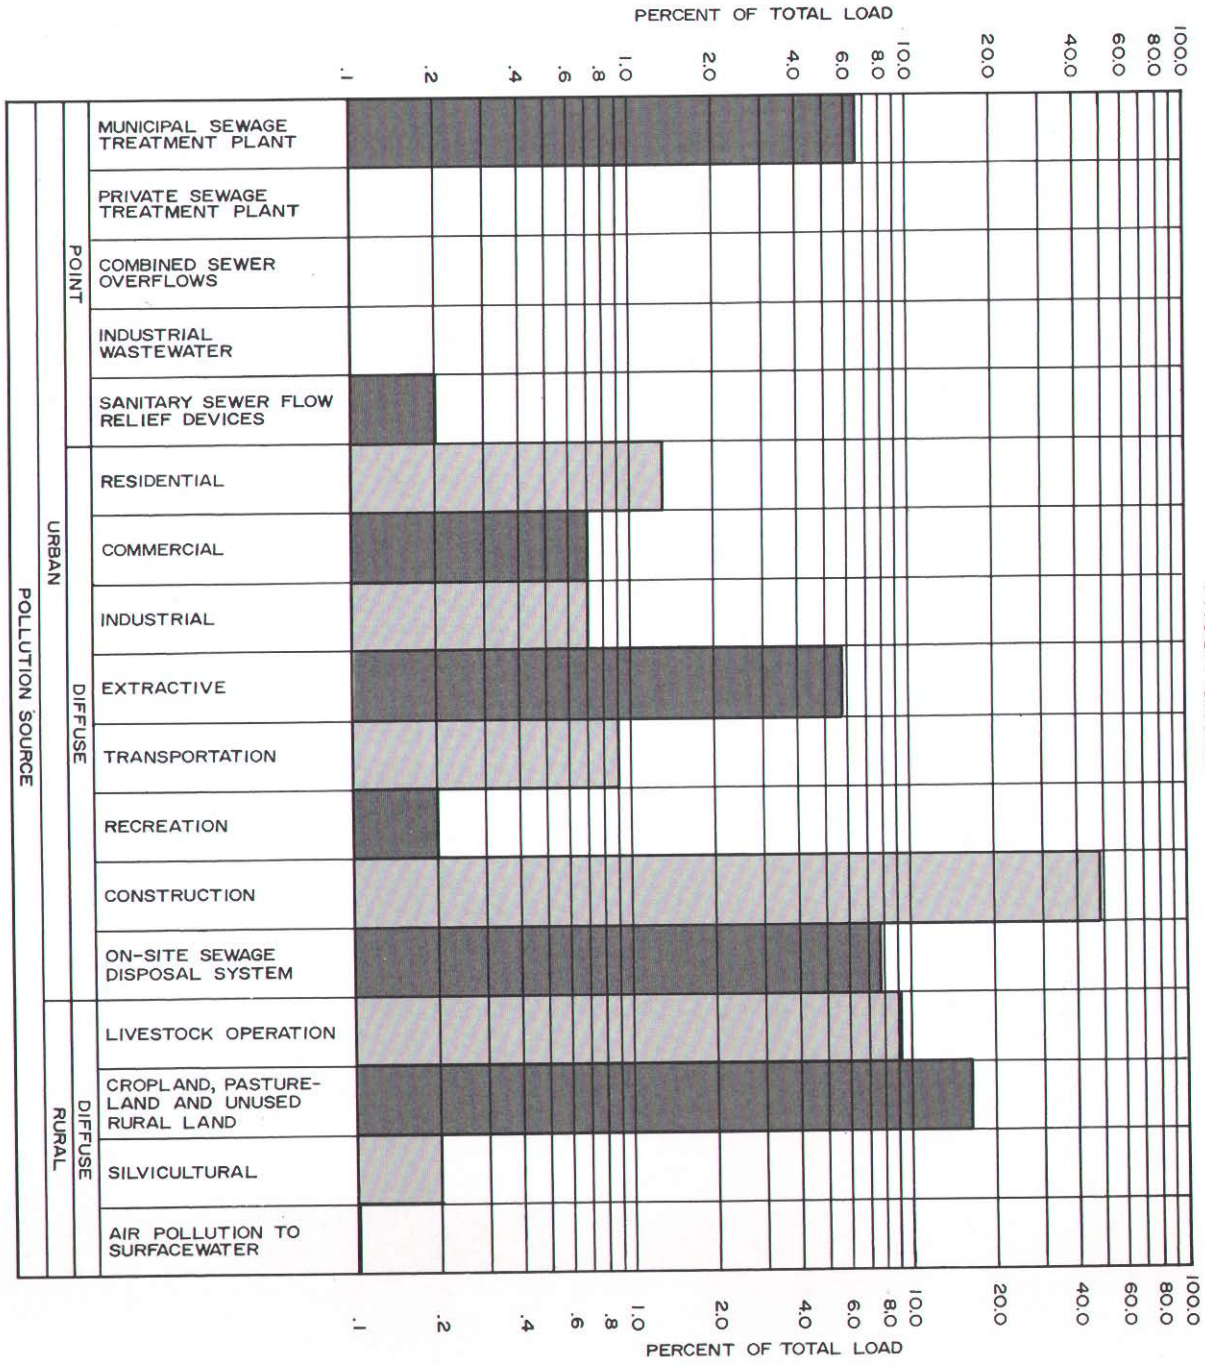 PERCENT OF TOTAL LOAD
.1
.2
.4
.6
.8
1.0
2.0
4.0
6.0
8.0
10.0
20.0
40.0
60.0
80.0
100.0
POLLUTION SOURCE
URBAN
POINT
MUNICIPAL SEWAGE
TREATMENT PLANT
PRIVATE SEWAGE
TREATMENT PLANT
COMBINED SEWER
OVERFLOWS
INDUSTRIAL
WASTEWATER
SANITARY SEWER FLOW
RELIEF DEVICES
DIFFUSE
RESIDENTIAL
COMMERCIAL
INDUSTRIAL
EXTRACTIVE
TRANSPORTATION
RECREATION
CONSTRUCTION
ON-SITE SEWAGE
DISPOSAL SYSTEM
RURAL
DIFFUSE
LIVESTOCK OPERATION
CROPLAND, PASTURE-
LAND AND UNUSED
RURAL LAND
SILVICULTURAL
AIR POLLUTION TO
SURFACEWATER
.1
.2
.4
.6
.8
1.0
2.0
4.0
6.0
8.0
10.0
20.0
40.0
60.0
80.0
100.0
PERCENT OF TOTAL LOAD